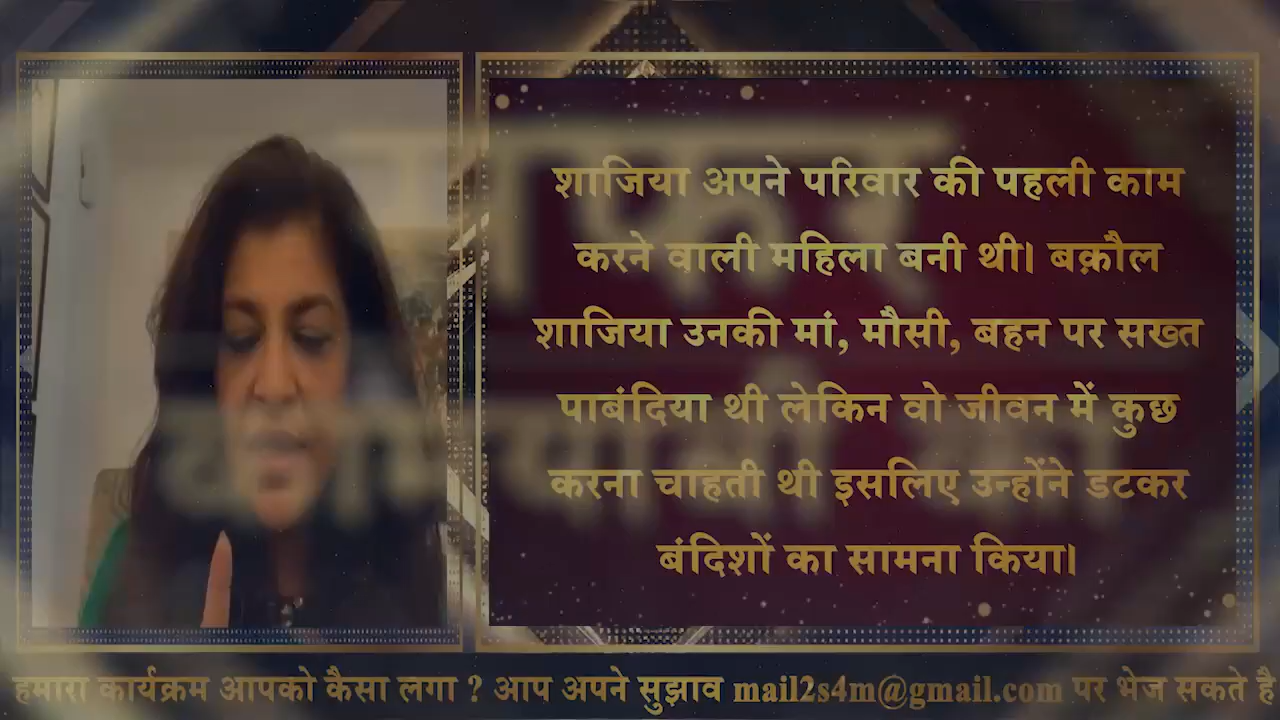 शाजिया अपने परिवार की पहली काम
करने वाली महिला बनी थी। बक़ौल
शाजिया उनकी मां, मौसी, बहन पर सख्त
पाबंदिया थी लेकिन वो जीवन में कुछ
करना चाहती थी इसलिए उन्होंने डटकर
बंदिशों का सामना किया।
हमारा कार्यक्रम आपको कैसा लगा ? आप अपने सुझाव mail2s4m@gmail.com पर भेज सकते है